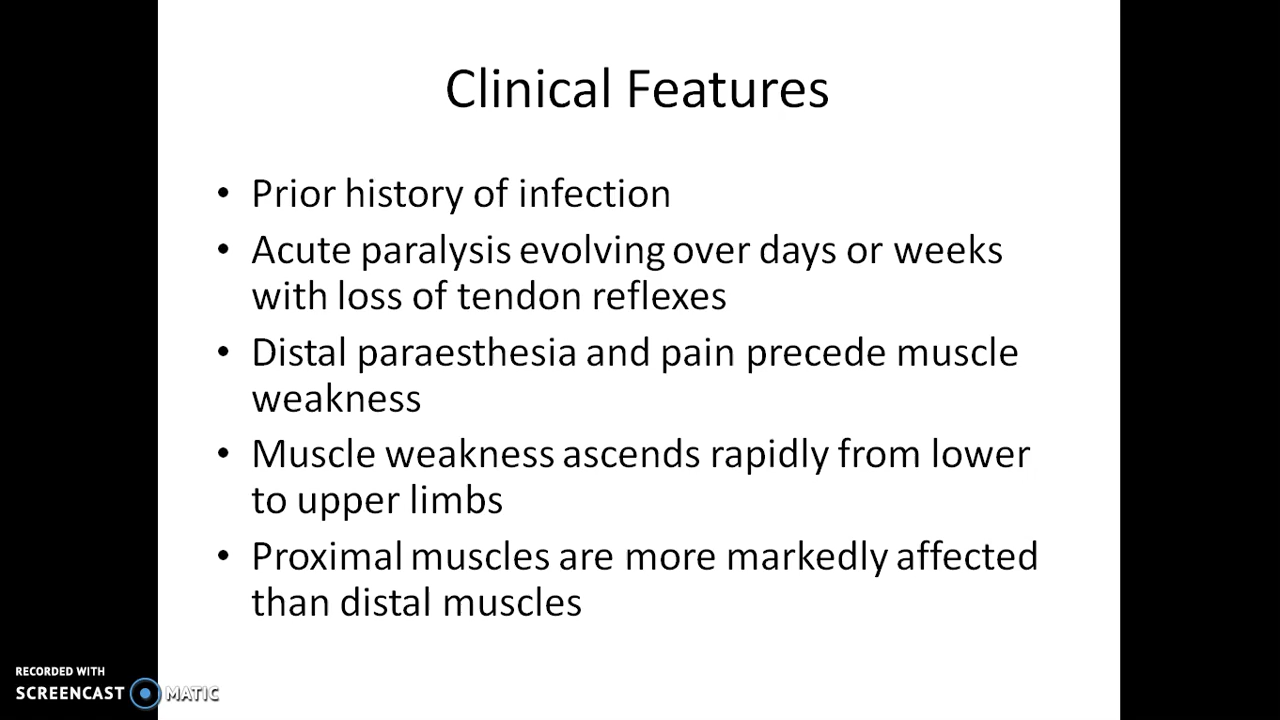 Clinical Features
• Prior history of infection
• Acute paralysis evolving over days or weeks
with loss of tendon reflexes
• Distal paraesthesia and pain precede muscle
weakness
• Muscle weakness ascends rapidly from lower
to upper limbs
• Proximal muscles are more markedly affected
than distal muscles
RECORDED WITH
SCREENCAST MATIC